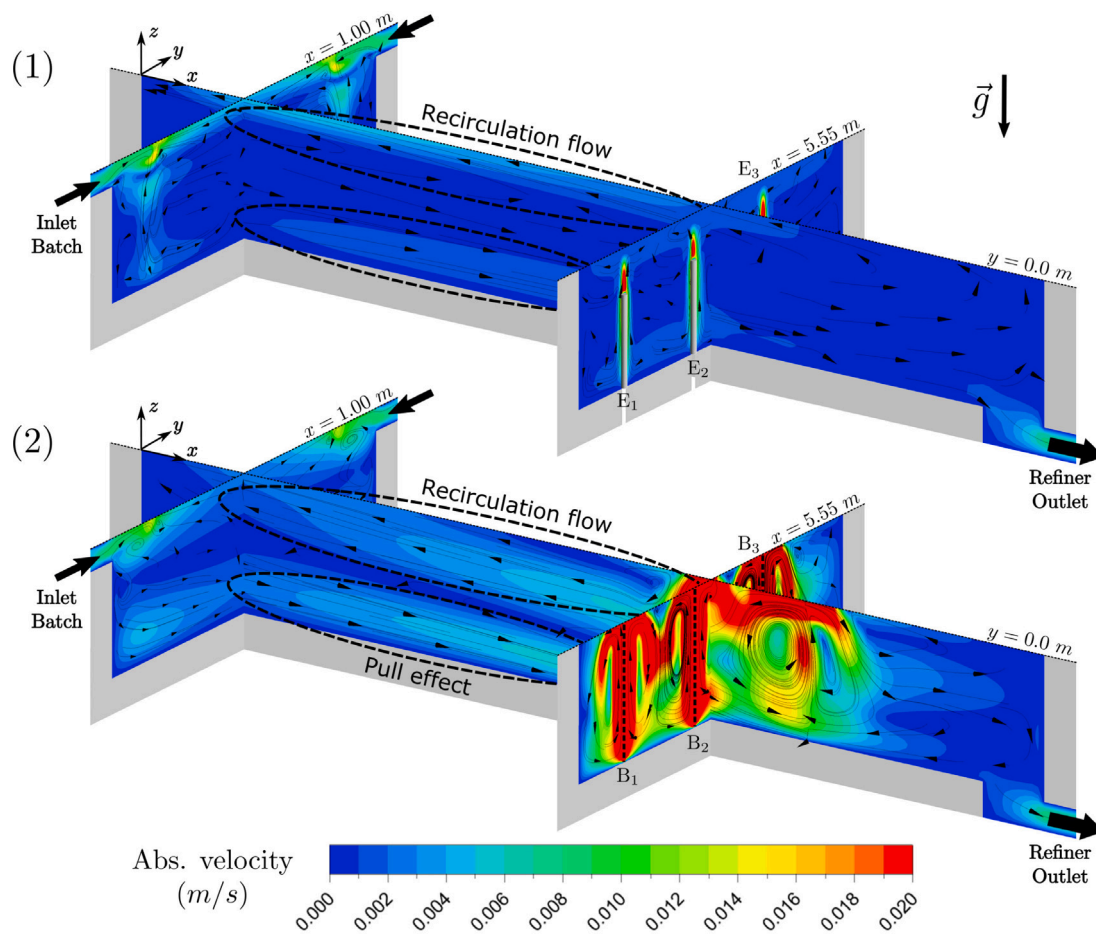 (1)
z
y
x
x = 1.00 m
Recirculation flow
g⃗
E3
x = 5.55 m
Inlet
Batch
y = 0.0 m
E1
E2
Refiner
Outlet
(2)
z
y
x
x = 1.00 m
Recirculation flow
B3
x = 5.55 m
Inlet
Batch
y = 0.0 m
Pull effect
B1
B2
Refiner
Outlet
Abs. velocity
(m/s)
0.000 0.002 0.004 0.006 0.008 0.010 0.012 0.014 0.016 0.018 0.020